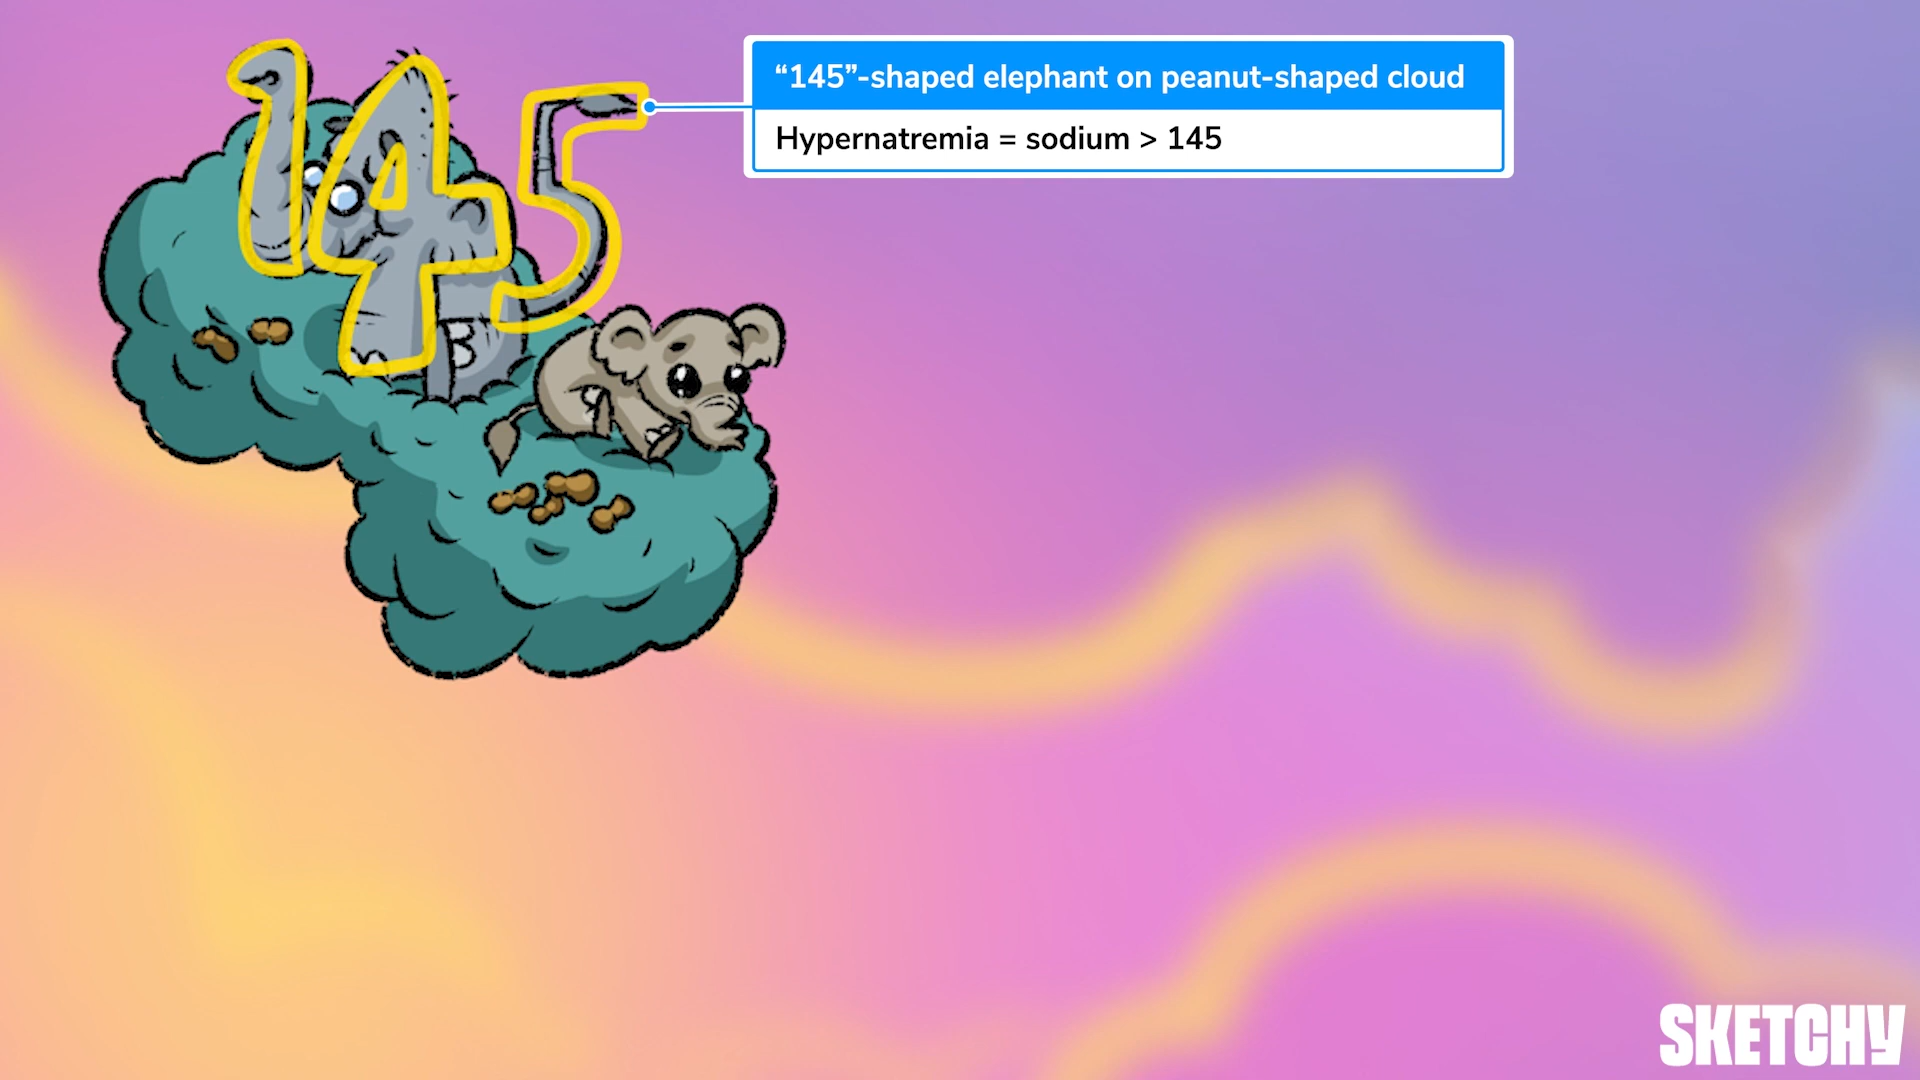 145
“145”-shaped elephant on peanut-shaped cloud
Hypernatremia = sodium > 145
SKETCHY